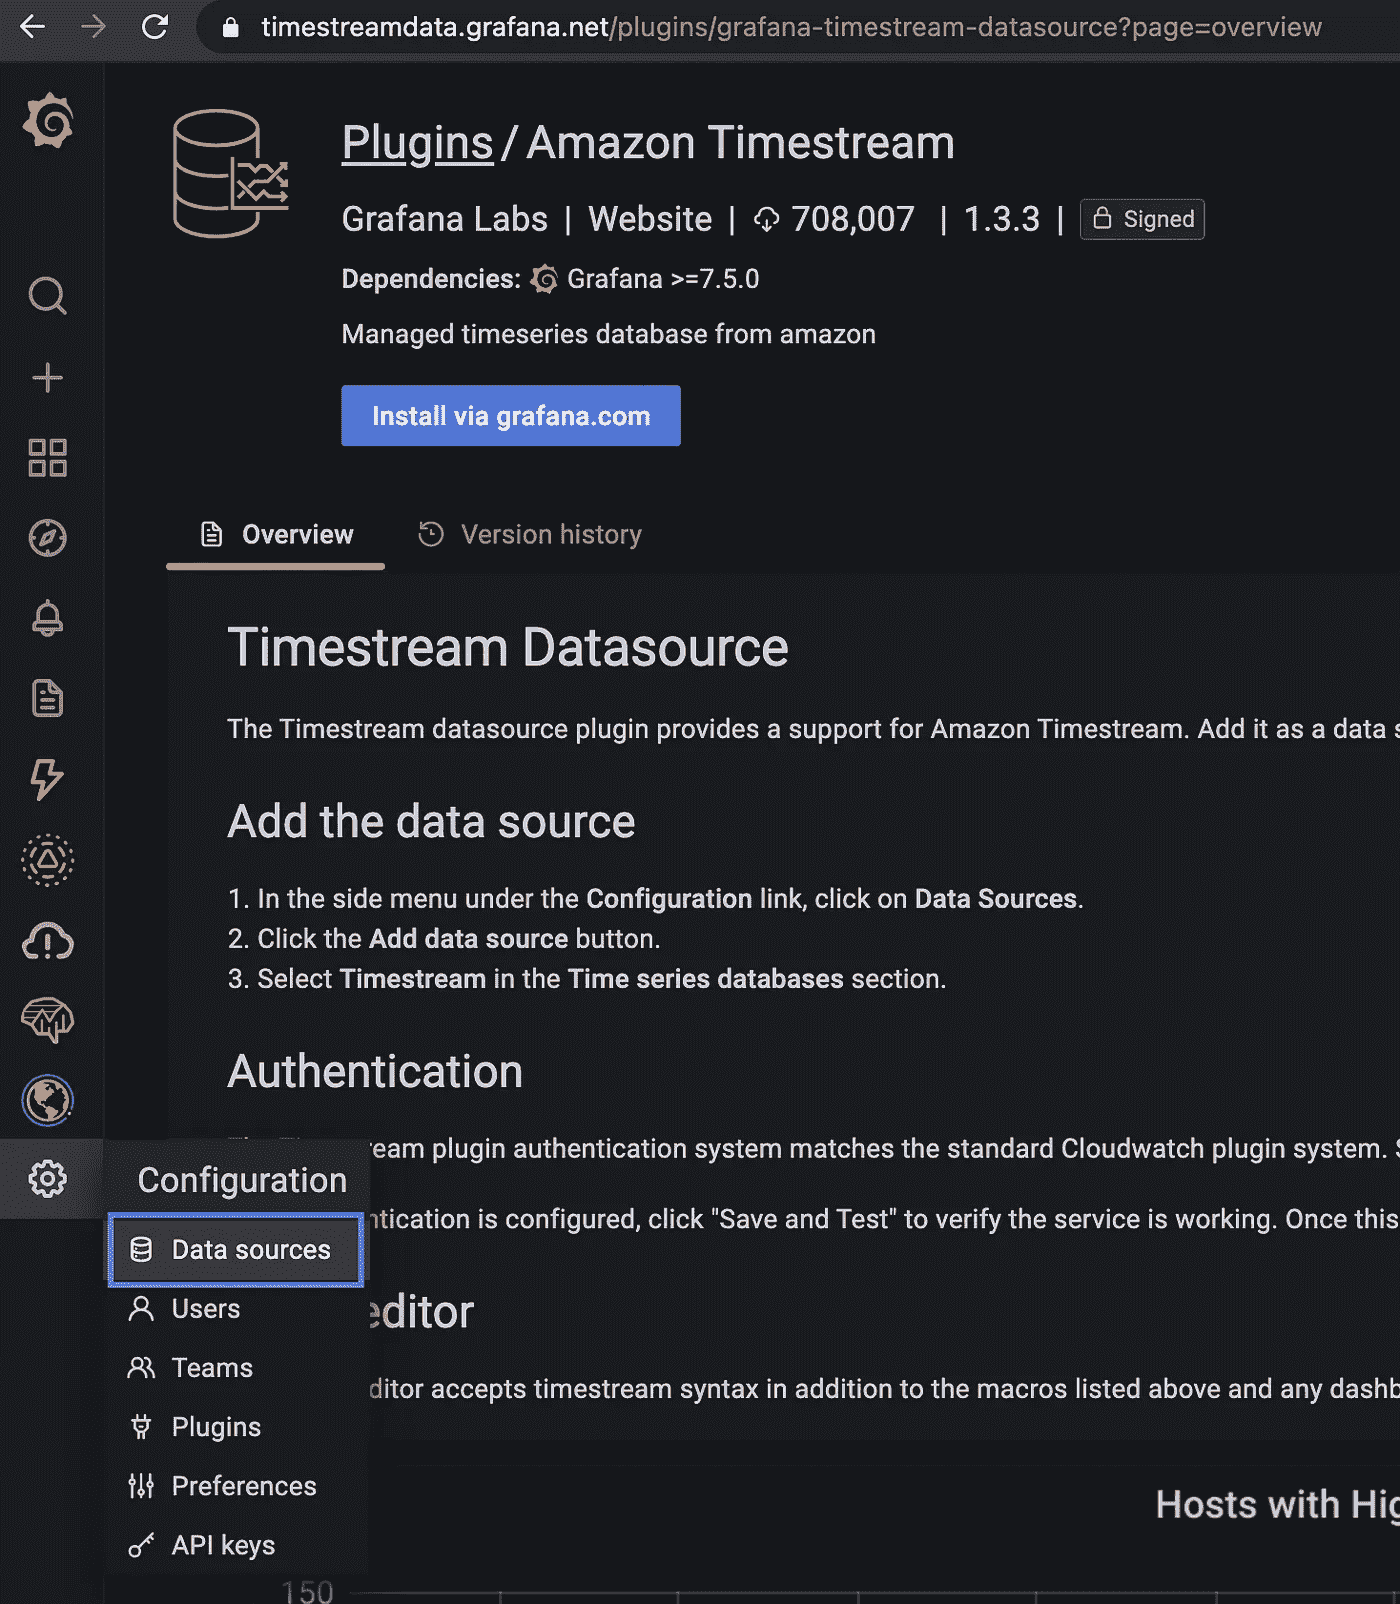 timestreamdata.grafana.net/plugins/grafana-timestream-datasource?page=overview
Plugins / Amazon Timestream
Grafana Labs | Website | 708,007 | 1.3.3 | Signed
Dependencies: Grafana >=7.5.0
Managed timeseries database from amazon
Install via grafana.com
Overview Version history
Timestream Datasource
The Timestream datasource plugin provides a support for Amazon Timestream. Add it as a data
Add the data source
1. In the side menu under the Configuration link, click on Data Sources.
2. Click the Add data source button.
3. Select Timestream in the Time series databases section.
Authentication
eam plugin authentication system matches the standard Cloudwatch plugin system.
ntication is configured, click "Save and Test" to verify the service is working. Once this
editor
ditor accepts timestream syntax in addition to the macros listed above and any dashb
Configuration
Data sources
Users
Teams
Plugins
Preferences
API keys
Hosts with Hig
150